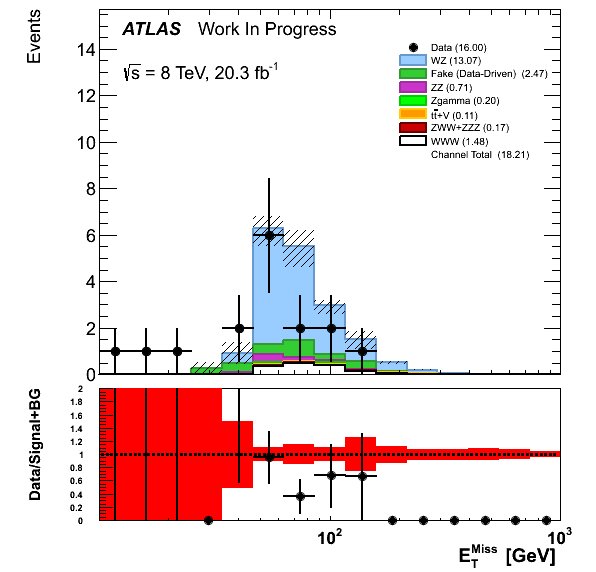 ATLAS Work In Progress
√s = 8 TeV, 20.3 fb⁻¹
Events
14
12
10
8
6
4
2
0
Data (16.00)
WZ (13.07)
Fake (Data-Driven) (2.47)
ZZ (0.71)
Zgamma (0.20)
tt̄+V (0.11)
ZWW+ZZZ (0.17)
WWW (1.48)
Channel Total (18.21)
Data/Signal+BG
2
1.8
1.6
1.4
1.2
1
0.8
0.6
0.4
0.2
0
10²
10³
E_T^Miss [GeV]